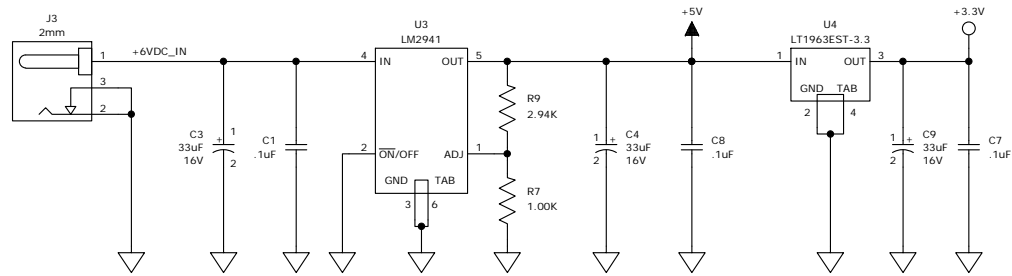 J3
2mm
1
3
2
+6VDC_IN
C3
33uF
16V
1
+
2
C1
.1uF
U3
LM2941
4
IN
OUT
5
2
ON/OFF
ADJ
1
GND
TAB
3
6
R9
2.94K
R7
1.00K
1
+
2
C4
33uF
16V
+5V
C8
.1uF
U4
LT1963EST-3.3
1
IN
OUT
3
GND
TAB
2
4
1
+
2
C9
33uF
16V
+3.3V
C7
.1uF